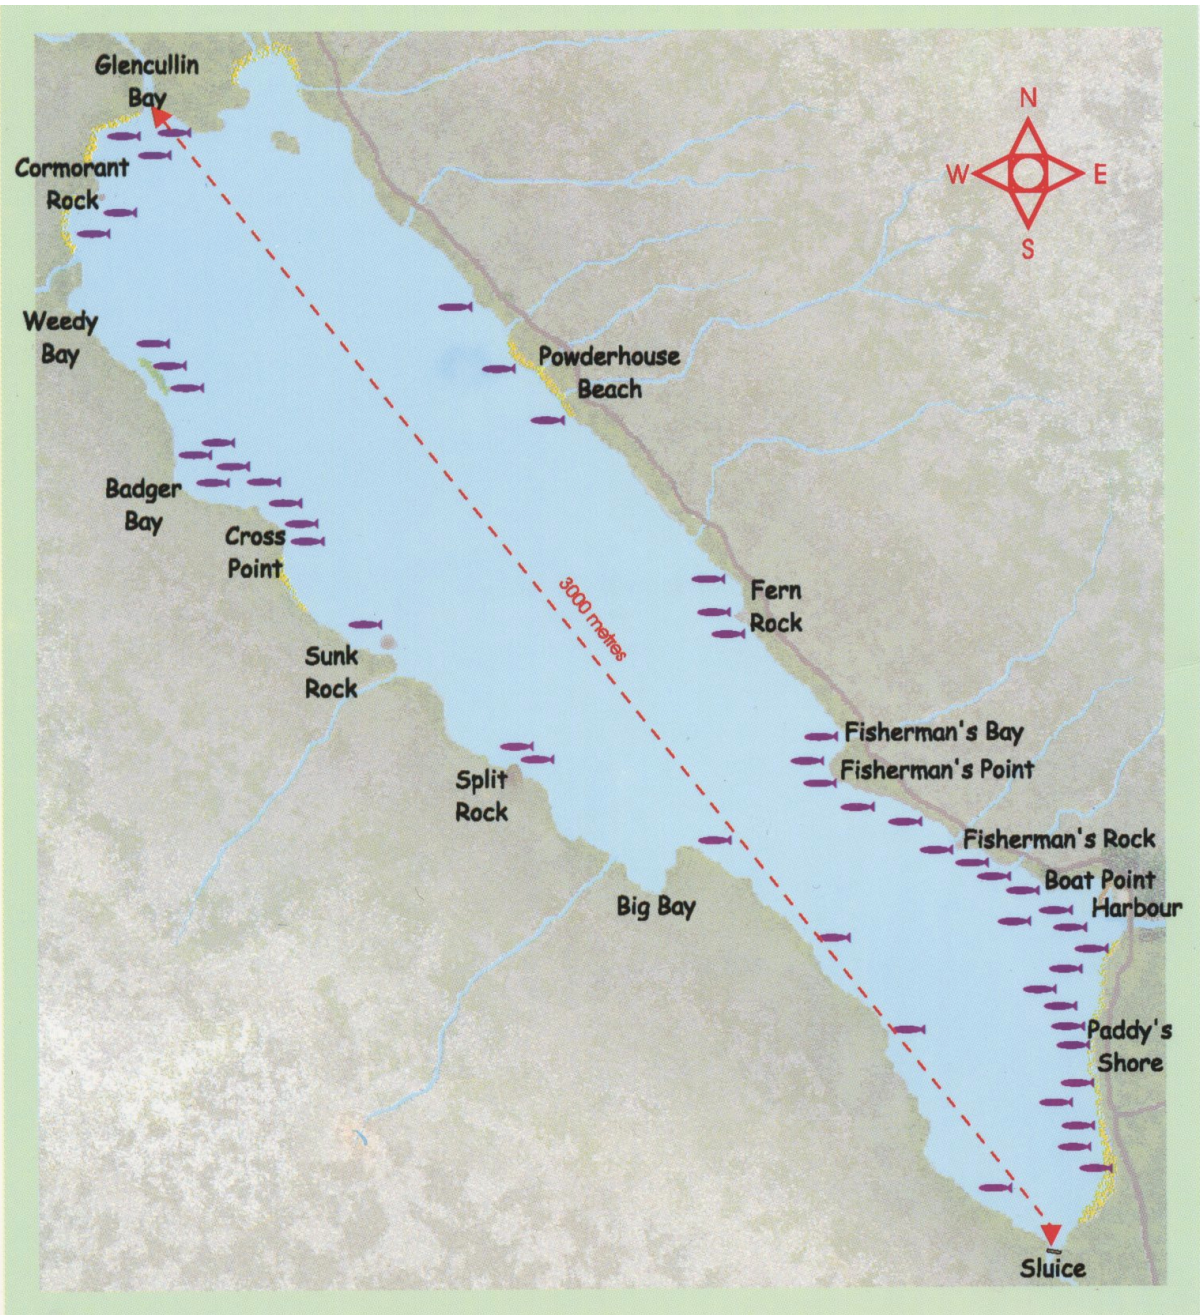 Glencullin
Bay
N
W
E
S
Cormorant
Rock
Weedy
Bay
Powderhouse
Beach
Badger
Bay
Cross
Point
3000 metres
Fern
Rock
Sunk
Rock
Fisherman's Bay
Fisherman's Point
Split
Rock
Fisherman's Rock
Boat Point
Harbour
Big Bay
Paddy's
Shore
Sluice